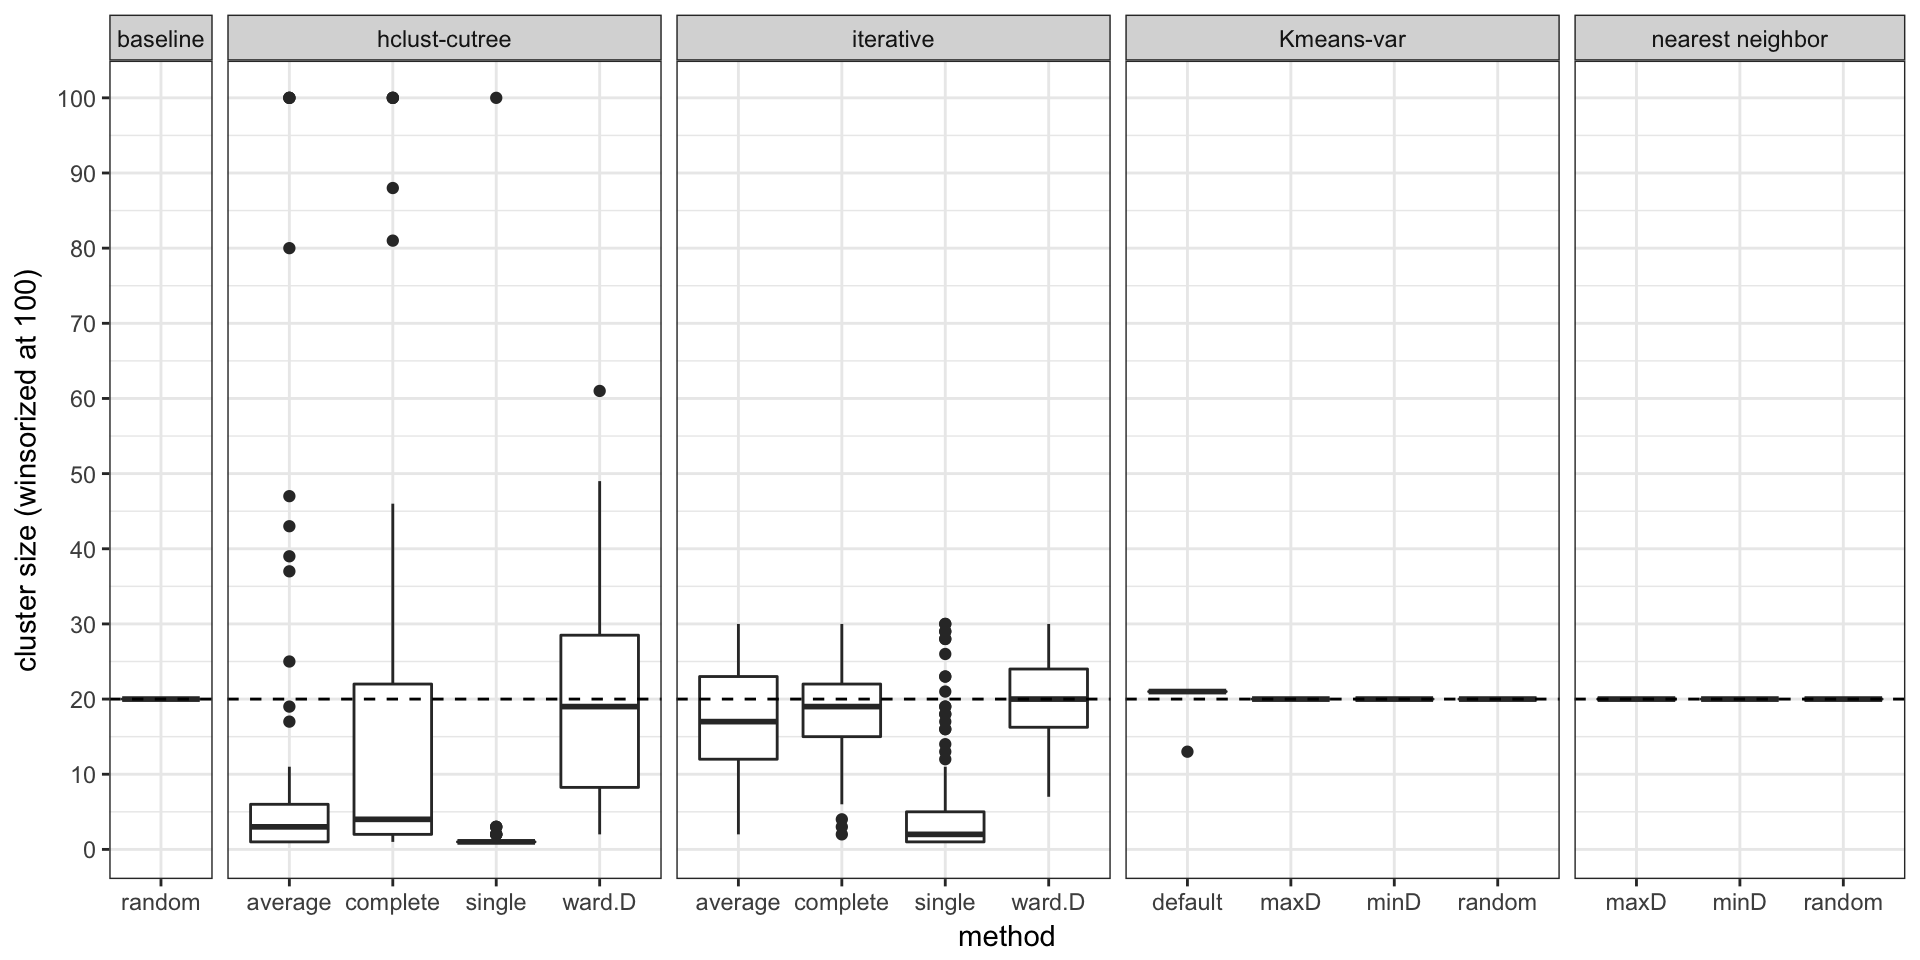 baseline
hclust-cutree
iterative
Kmeans-var
nearest neighbor
cluster size (winsorized at 100)
100
90
80
70
60
50
40
30
20
10
0
random
average complete single ward.D
average complete single ward.D
default maxD minD random
maxD minD random
method